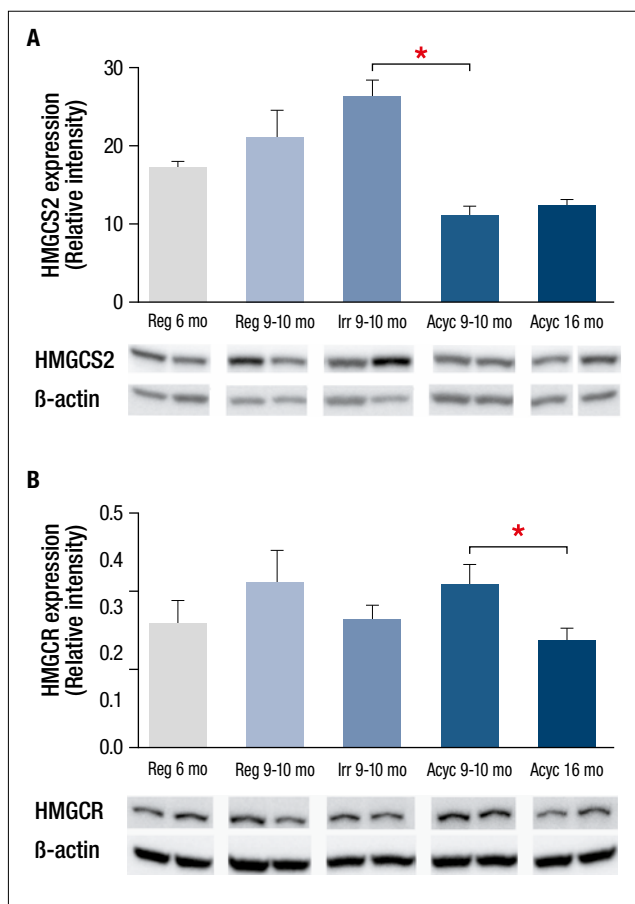 A
HMGCS2 expression
(Relative intensity)
30
20
10
0
*
Reg 6 mo Reg 9-10 mo Irr 9-10 mo Acyc 9-10 mo Acyc 16 mo
HMGCS2
ß-actin
B
HMGCR expression
(Relative intensity)
0.5
0.4
0.3
0.2
0.1
0.0
*
Reg 6 mo Reg 9-10 mo Irr 9-10 mo Acyc 9-10 mo Acyc 16 mo
HMGCR
ß-actin